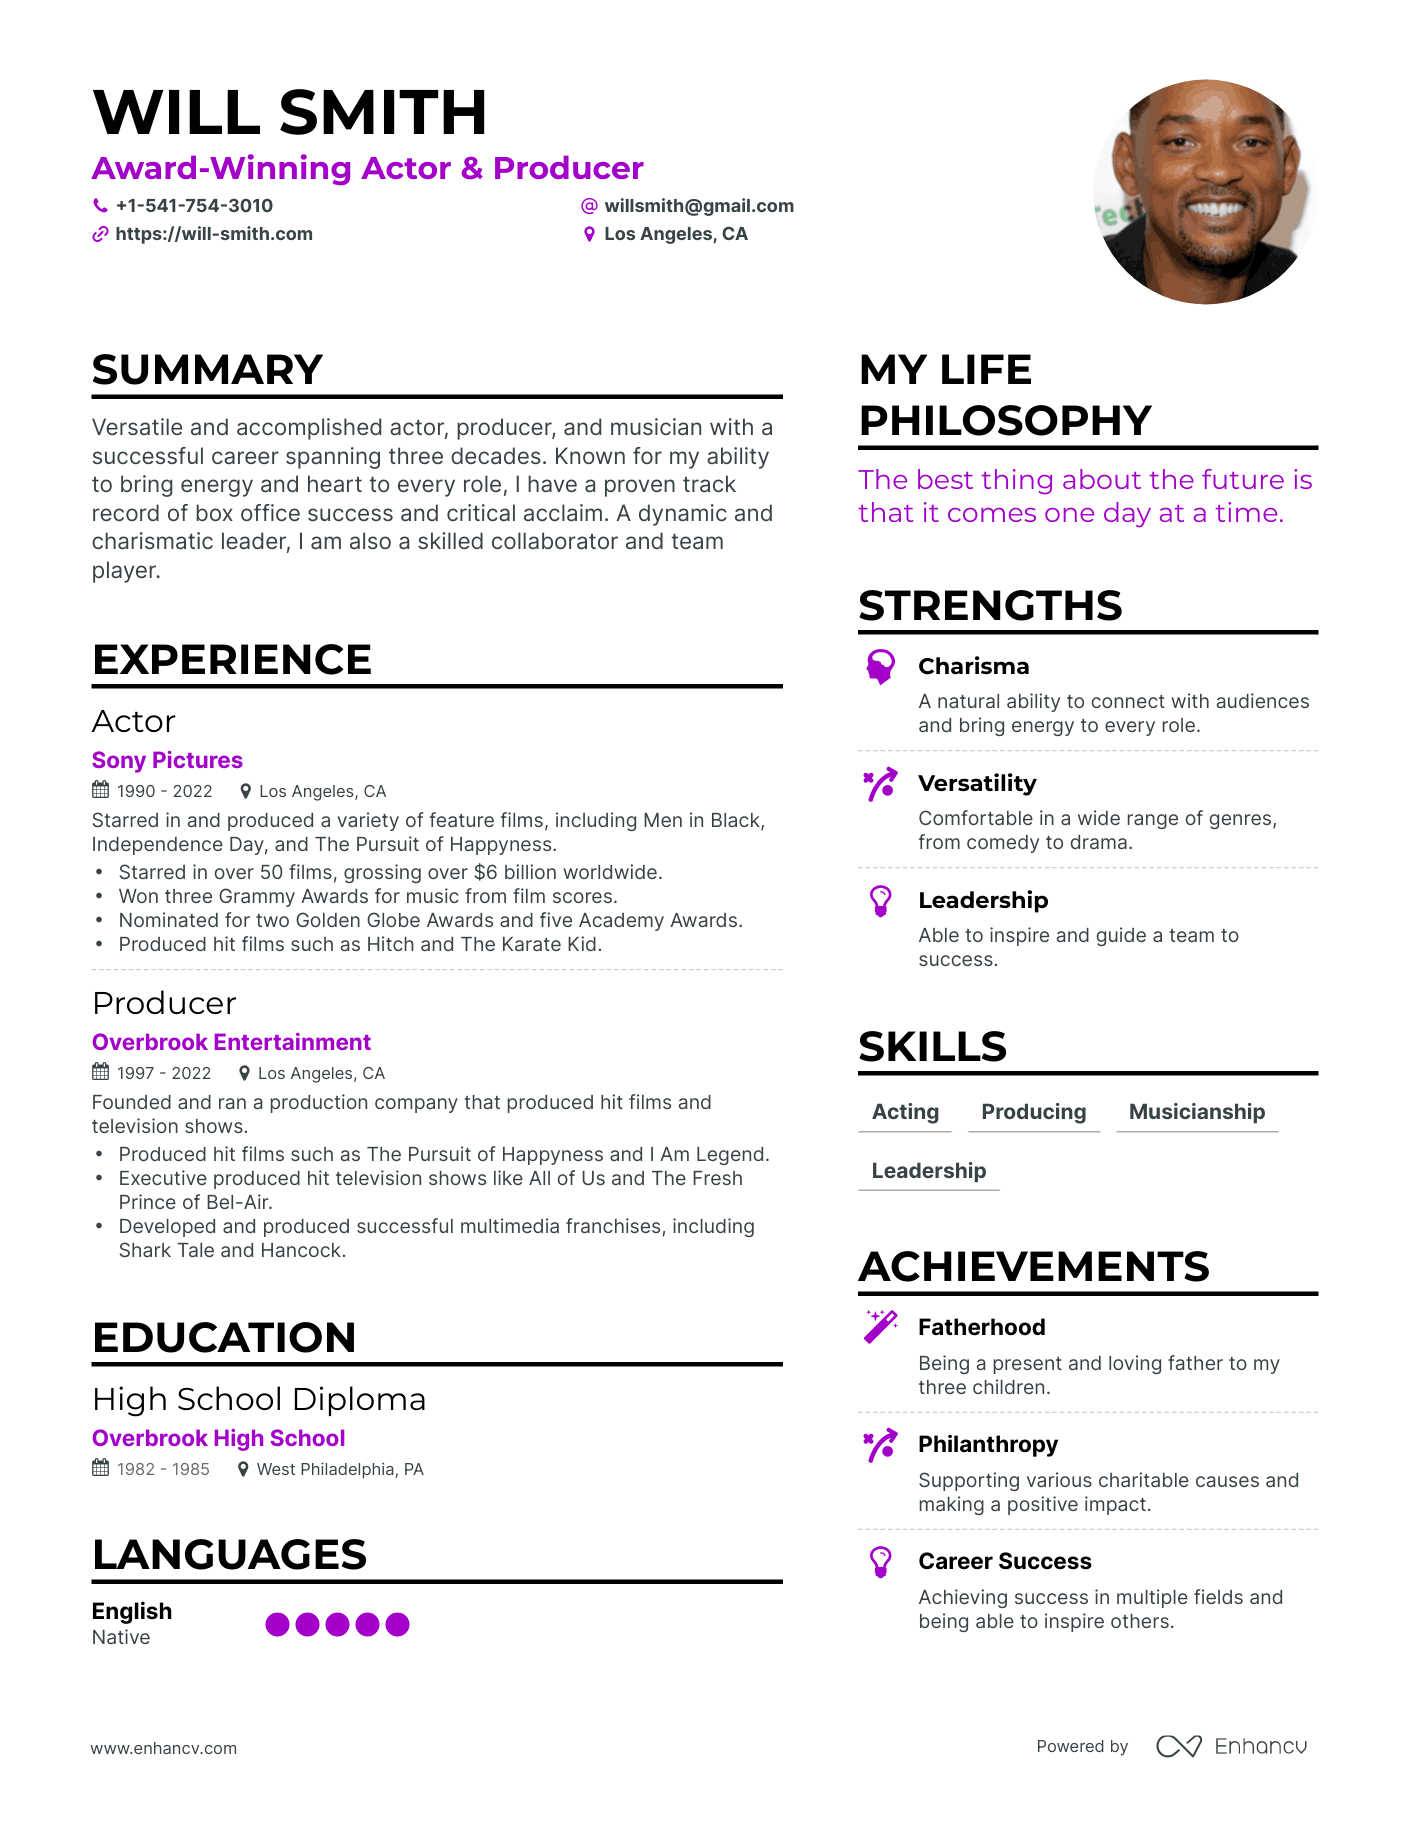 WILL SMITH
Award-Winning Actor & Producer
+1-541-754-3010
willsmith@gmail.com
https://will-smith.com
Los Angeles, CA
SUMMARY
Versatile and accomplished actor, producer, and musician with a
successful career spanning three decades. Known for my ability
to bring energy and heart to every role, I have a proven track
record of box office success and critical acclaim. A dynamic and
charismatic leader, I am also a skilled collaborator and team
player.
EXPERIENCE
Actor
Sony Pictures
1990 - 2022 Los Angeles, CA
Starred in and produced a variety of feature films, including Men in Black,
Independence Day, and The Pursuit of Happyness.
• Starred in over 50 films, grossing over $6 billion worldwide.
• Won three Grammy Awards for music from film scores.
• Nominated for two Golden Globe Awards and five Academy Awards.
• Produced hit films such as Hitch and The Karate Kid.
Producer
Overbrook Entertainment
1997 - 2022 Los Angeles, CA
Founded and ran a production company that produced hit films and
television shows.
• Produced hit films such as The Pursuit of Happyness and I Am Legend.
• Executive produced hit television shows like All of Us and The Fresh
Prince of Bel-Air.
• Developed and produced successful multimedia franchises, including
Shark Tale and Hancock.
EDUCATION
High School Diploma
Overbrook High School
1982 - 1985 West Philadelphia, PA
LANGUAGES
English
Native
MY LIFE
PHILOSOPHY
The best thing about the future is
that it comes one day at a time.
STRENGTHS
Charisma
A natural ability to connect with audiences
and bring energy to every role.
Versatility
Comfortable in a wide range of genres,
from comedy to drama.
Leadership
Able to inspire and guide a team to
success.
SKILLS
Acting Producing Musicianship
Leadership
ACHIEVEMENTS
Fatherhood
Being a present and loving father to my
three children.
Philanthropy
Supporting various charitable causes and
making a positive impact.
Career Success
Achieving success in multiple fields and
being able to inspire others.
www.enhancv.com
Powered by Enhancv